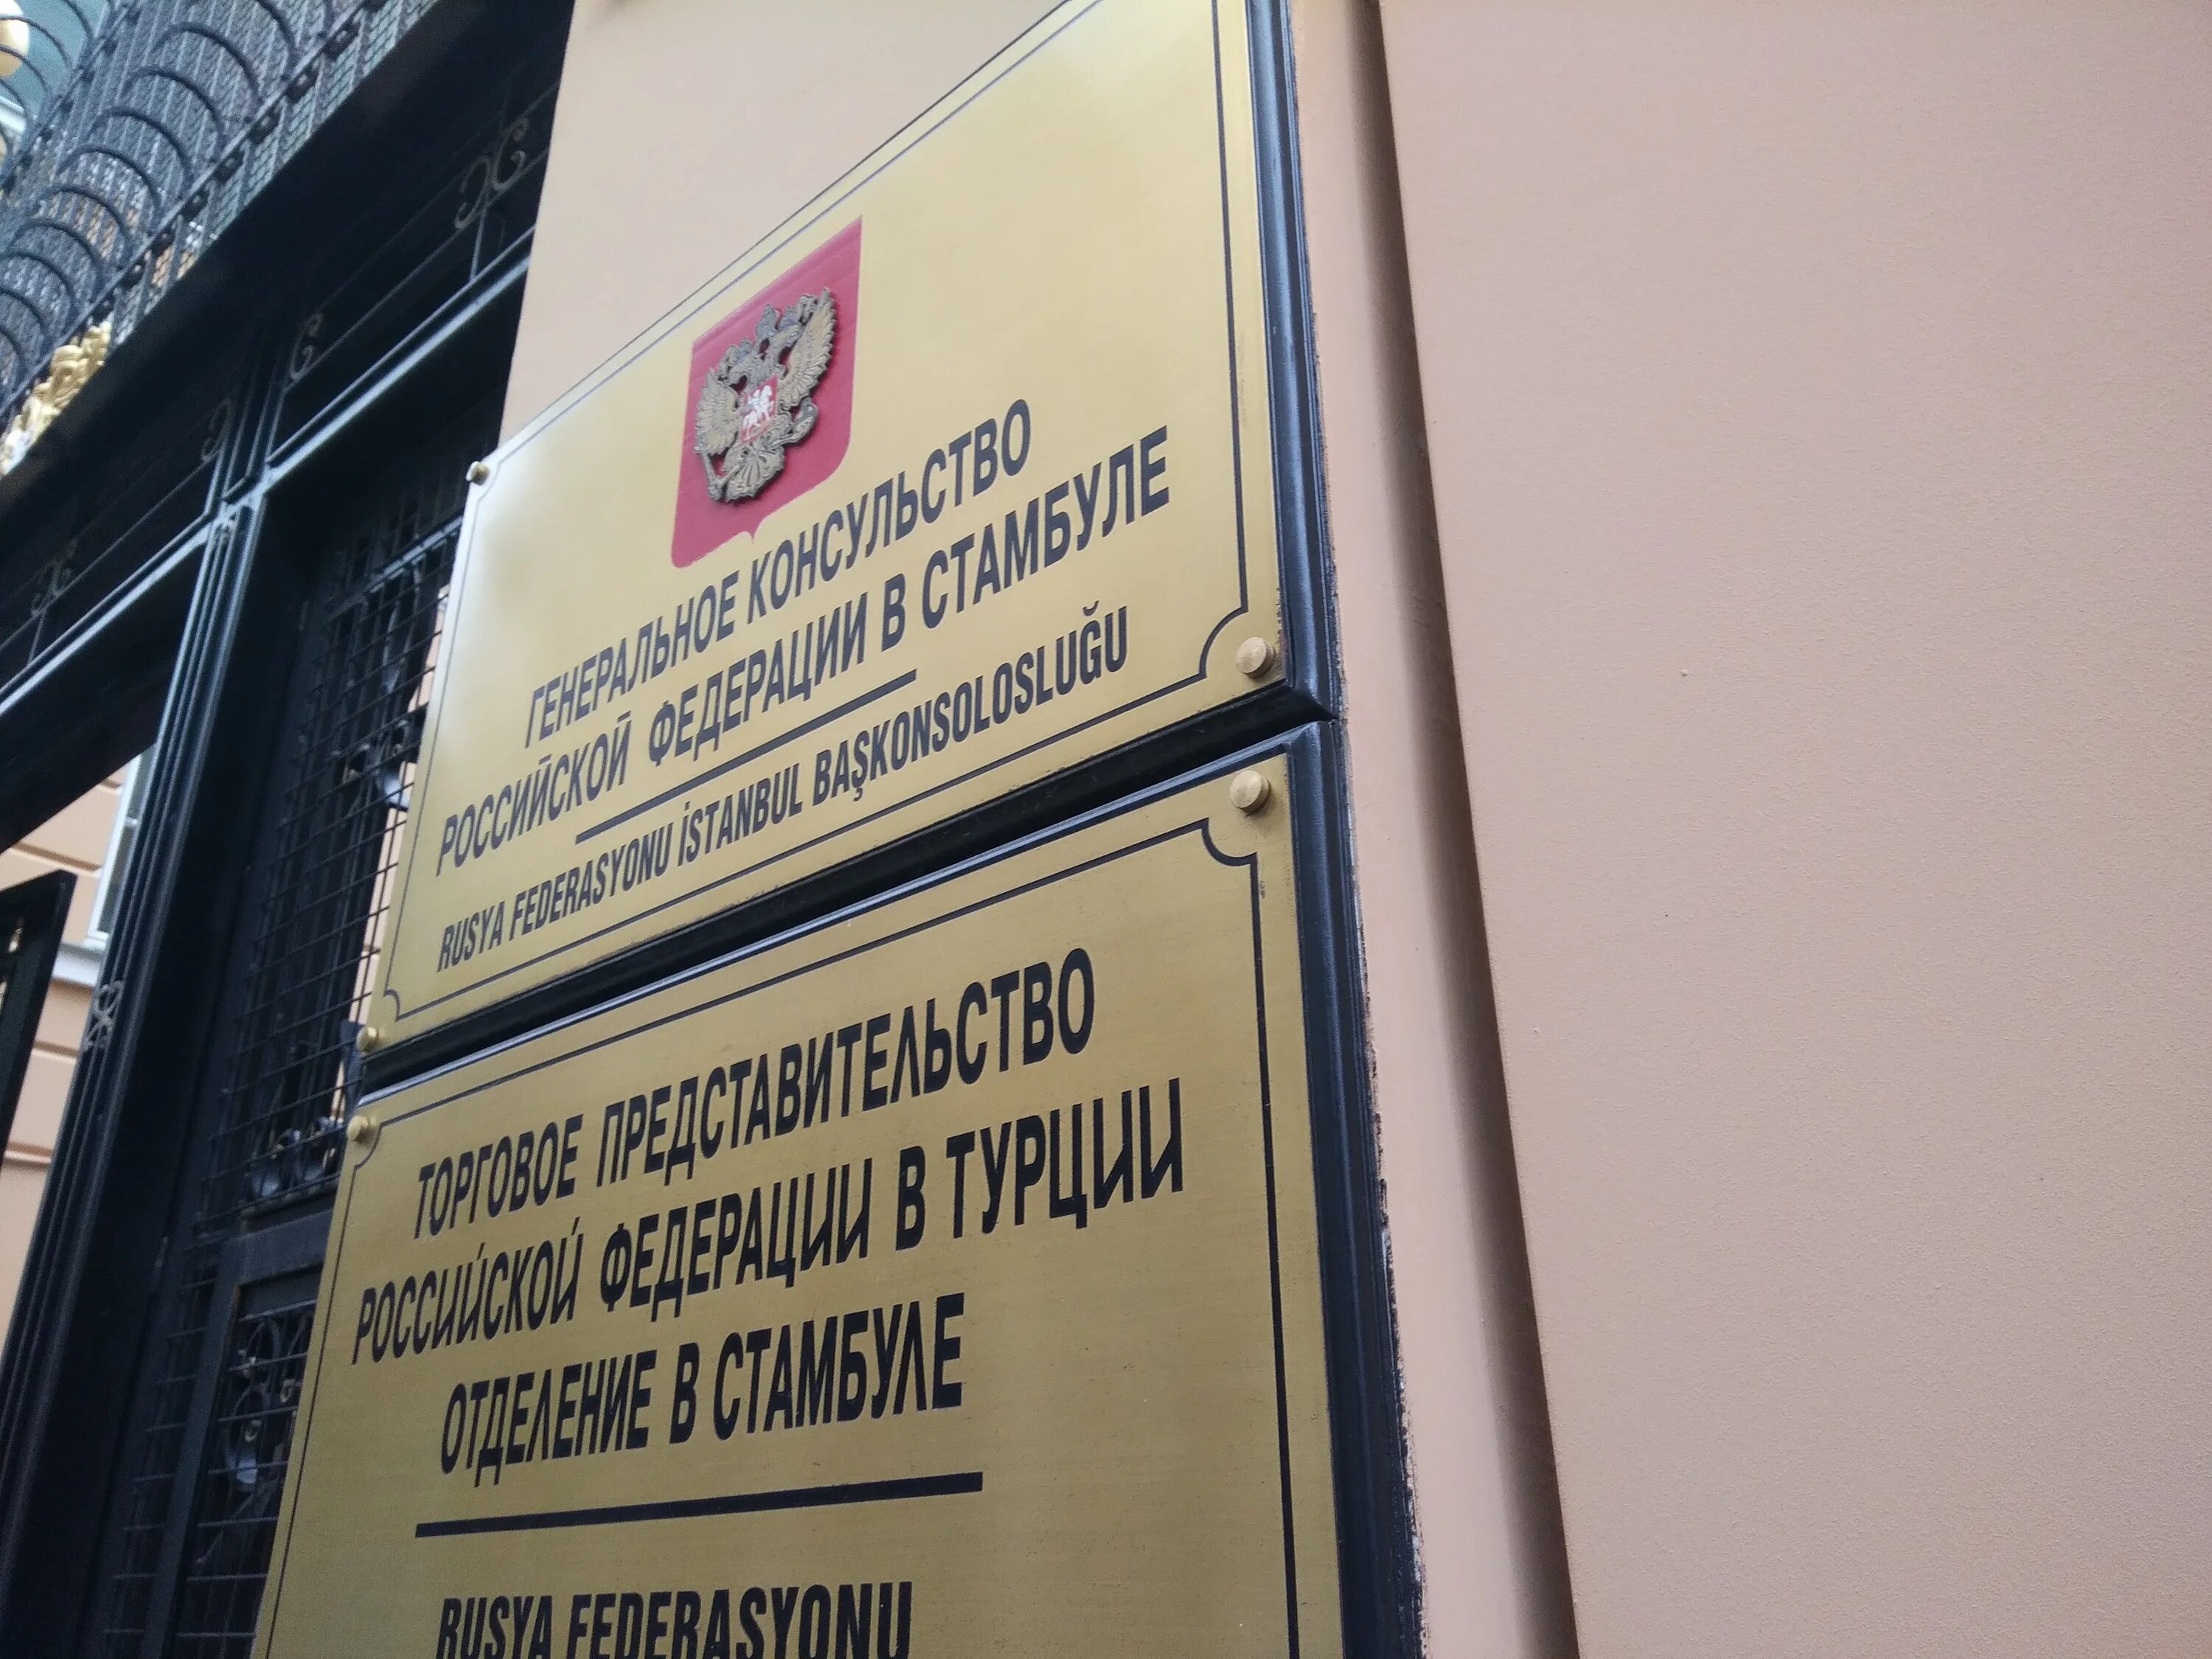 ГЕНЕРАЛЬНОЕ КОНСУЛЬСТВО
РОССИЙСКОЙ ФЕДЕРАЦИИ В СТАМБУЛЕ
RUSYA FEDERASYONU İSTANBUL BAŞKONSOLOSLUĞU
ТОРГОВОЕ ПРЕДСТАВИТЕЛЬСТВО
РОССИЙСКОЙ ФЕДЕРАЦИИ В ТУРЦИИ
ОТДЕЛЕНИЕ В СТАМБУЛЕ
RUSYA FEDERASYONU